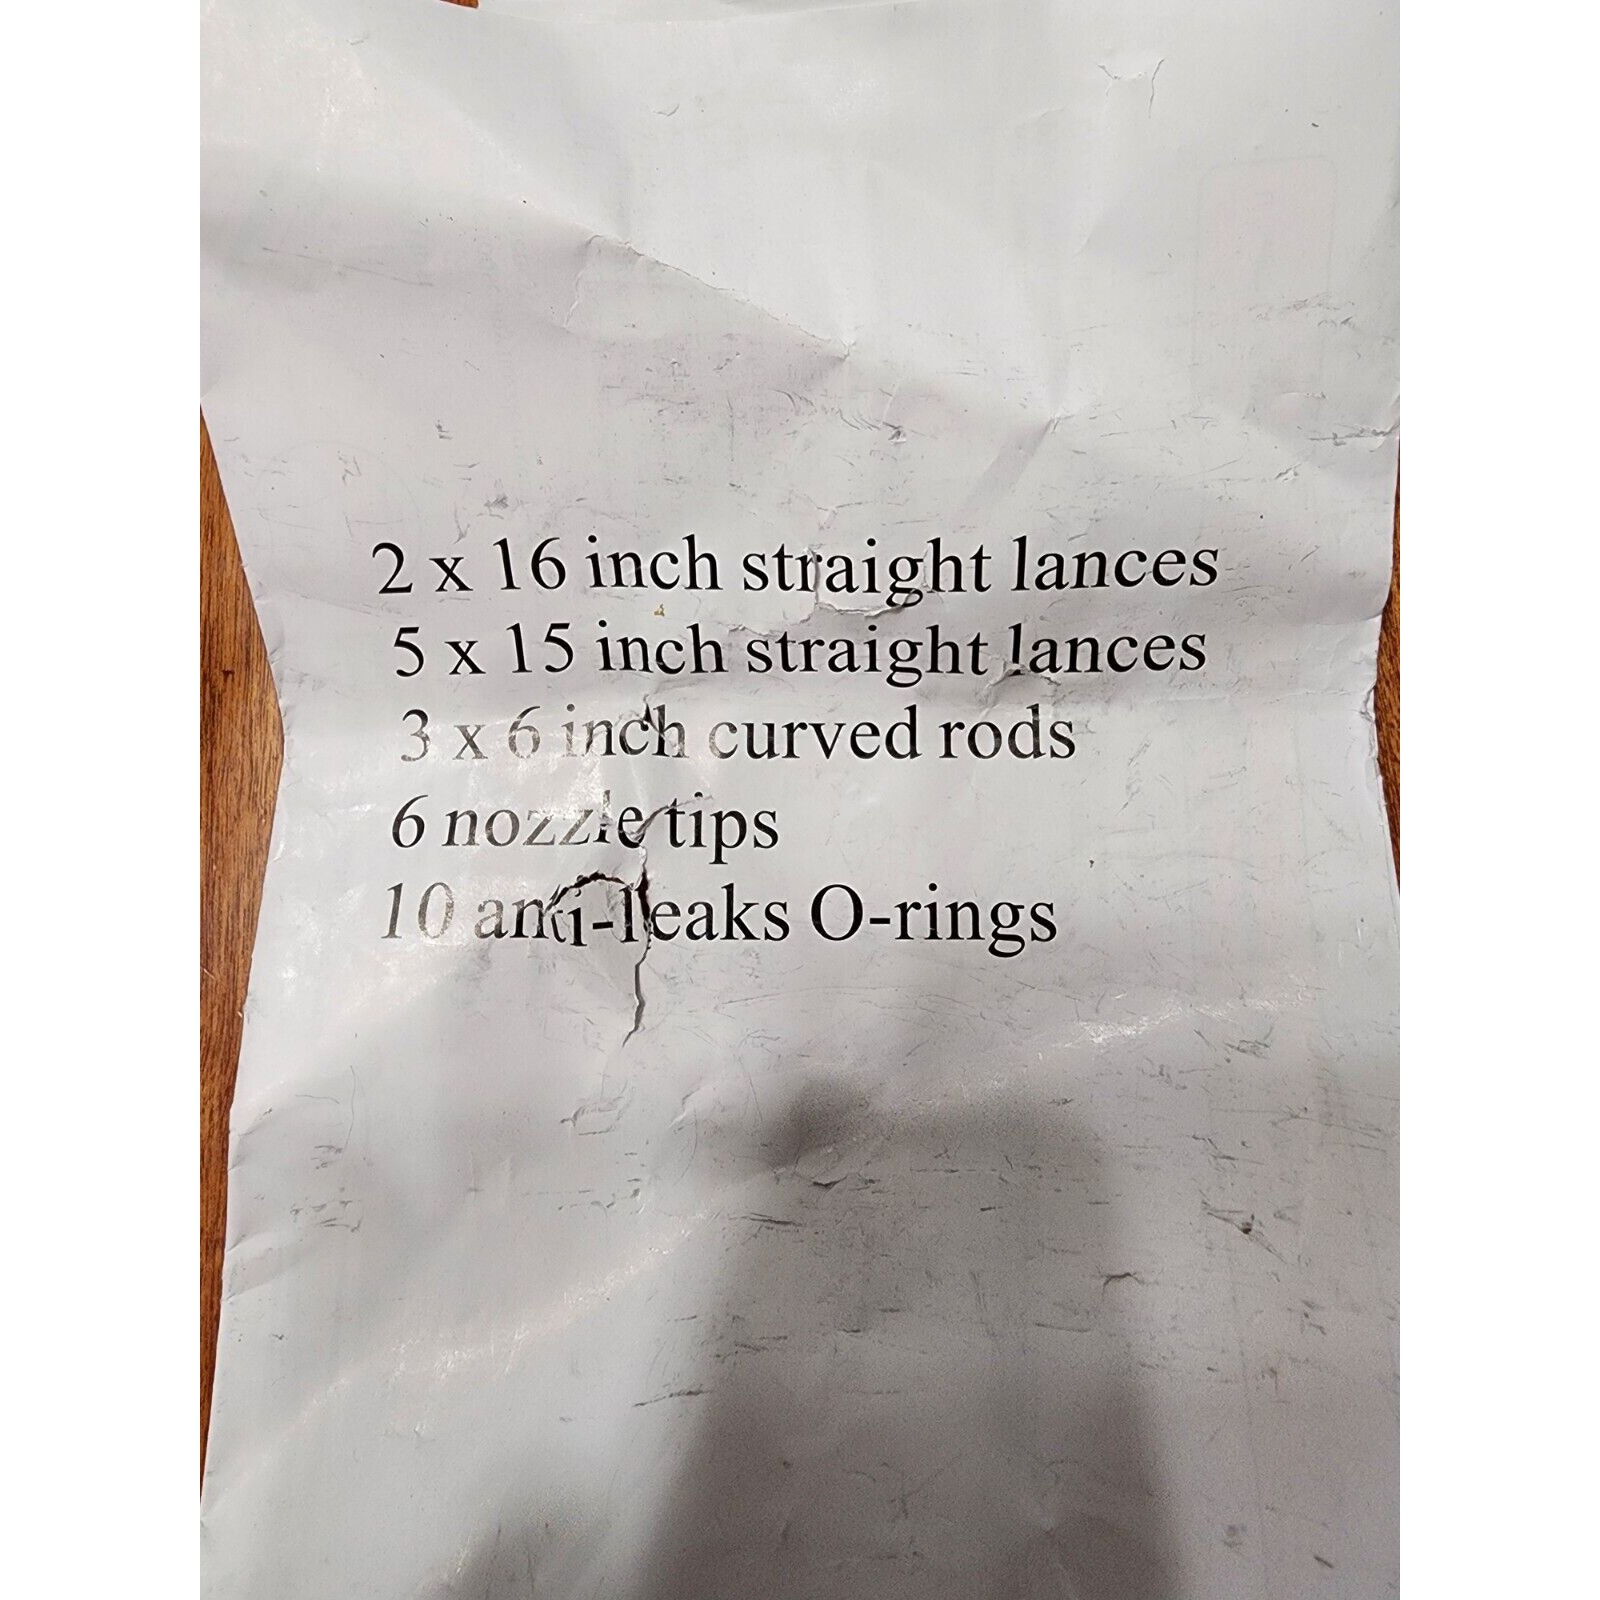 2 x 16 inch straight lances
5 x 15 inch straight lances
3 x 6 inch curved rods
6 nozzle tips
10 anti-leaks O-rings